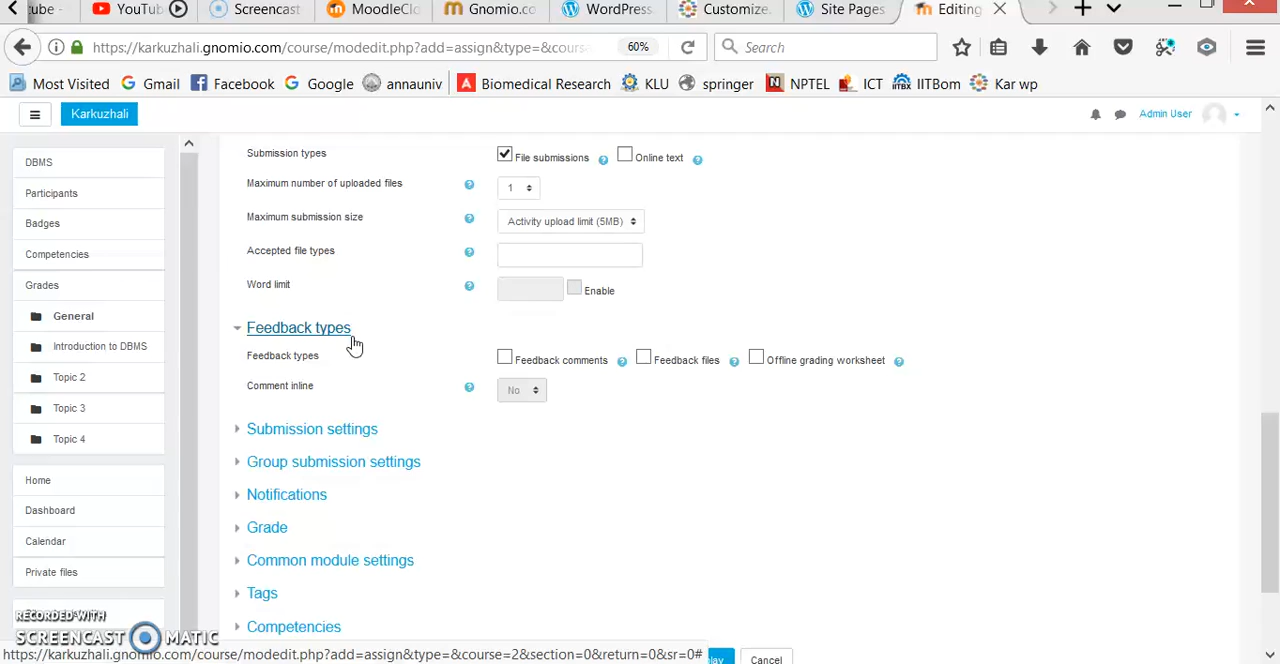 tube -
YouTub
Screencast
MoodleClo
Gnomio.co
WordPress
Customize
Site Pages
Editing
https://karkuzhali.gnomio.com/course/modedit.php?add=assign&type=&course
60%
Search
Most Visited
Gmail
Facebook
Google
annauniv
Biomedical Research
KLU
springer
NPTEL
ICT
IITBom
Kar wp
Karkuzhali
Admin User
DBMS
Participants
Badges
Competencies
Grades
General
Introduction to DBMS
Topic 2
Topic 3
Topic 4
Home
Dashboard
Calendar
Private files
Submission types
File submissions
Online text
Maximum number of uploaded files
1
Maximum submission size
Activity upload limit (5MB)
Accepted file types
Word limit
Enable
Feedback types
Feedback types
Feedback comments
Feedback files
Offline grading worksheet
Comment inline
No
Submission settings
Group submission settings
Notifications
Grade
Common module settings
Tags
Competencies
Cancel
RECORDED WITH
SCREENCAST MATIC
https://karkuzhali.gnomio.com/course/modedit.php?add=assign&type=&course=2&section=0&return=0&sr=0#